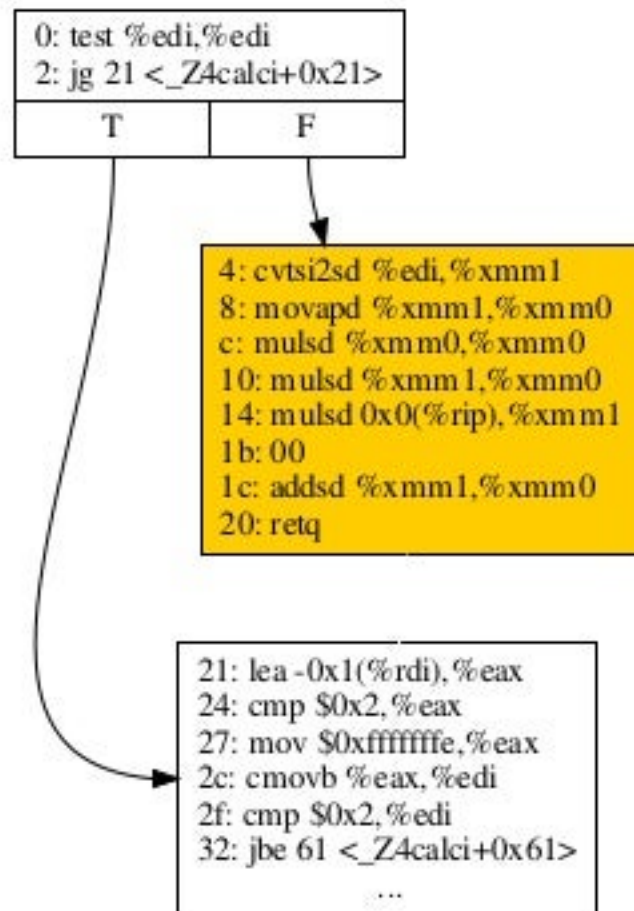 0: test %edi,%edi
2: jg 21 <_Z4calci+0x21>
T F
4: cvtsi2sd %edi,%xmm1
8: movapd %xmm1,%xmm0
c: mulsd %xmm0,%xmm0
10: mulsd %xmm1,%xmm0
14: mulsd 0x0(%rip),%xmm1
1b: 00
1c: addsd %xmm1,%xmm0
20: retq
21: lea -0x1(%rdi),%eax
24: cmp $0x2,%eax
27: mov $0xfffffffe,%eax
2c: cmovb %eax,%edi
2f: cmp $0x2,%edi
32: jbe 61 <_Z4calci+0x61>
...